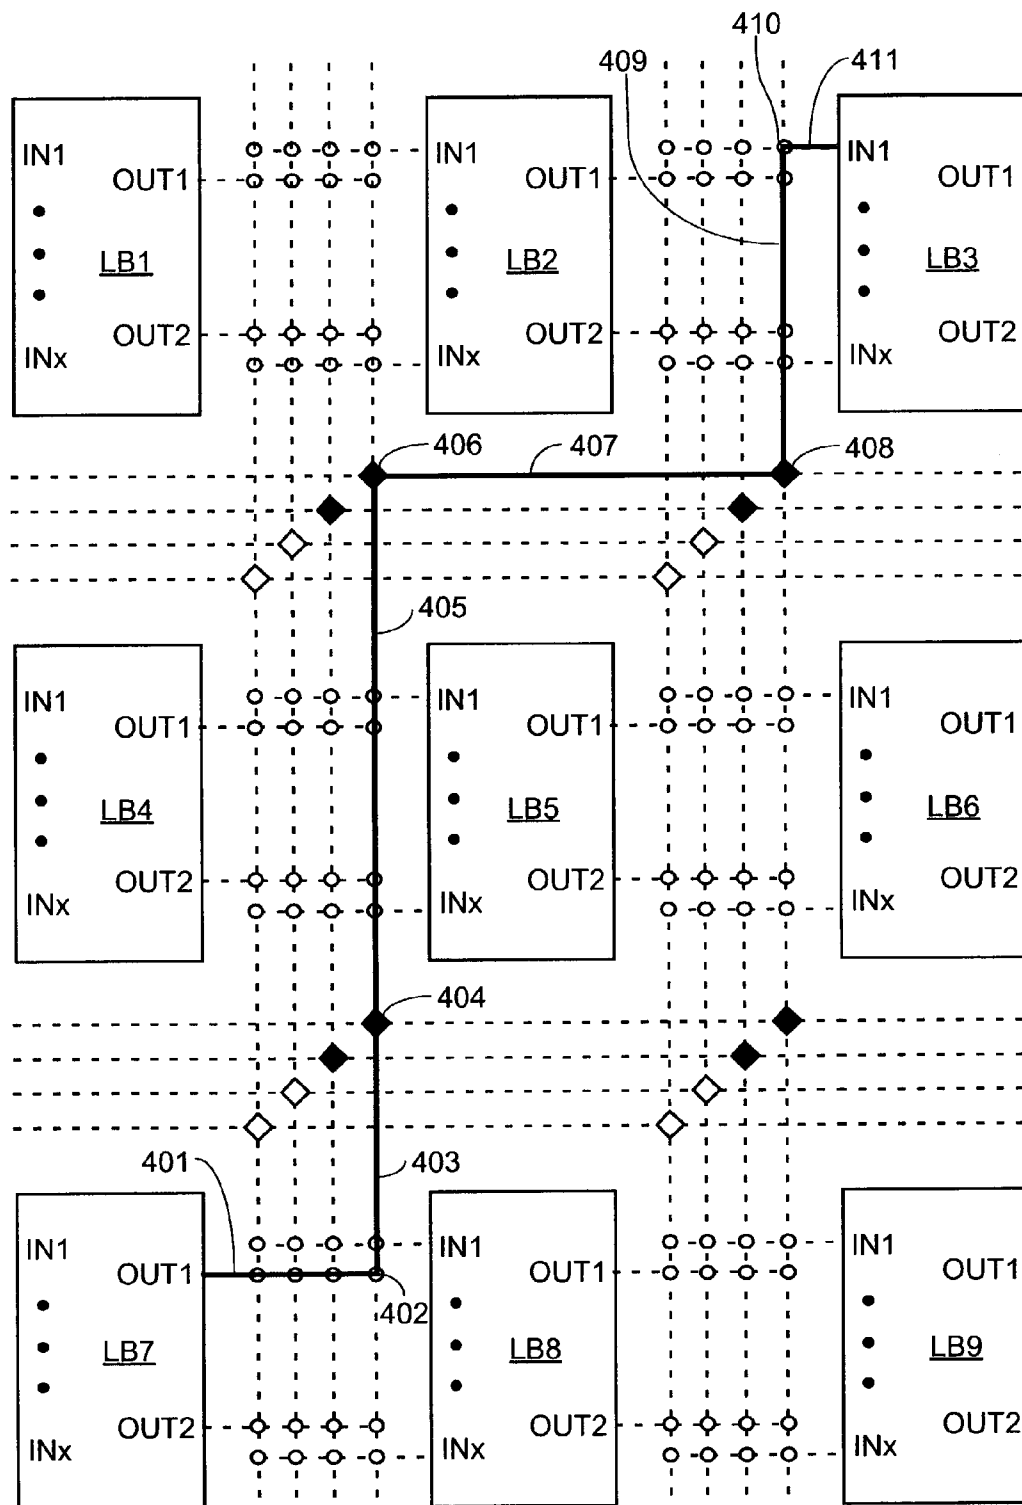 410
409
411
IN1
OUT1
LB1
OUT2
INx
IN1
OUT1
LB2
OUT2
INx
IN1
OUT1
LB3
OUT2
INx
406
407
408
405
IN1
OUT1
LB4
OUT2
INx
IN1
OUT1
LB5
OUT2
INx
IN1
OUT1
LB6
OUT2
INx
404
401
403
402
IN1
OUT1
LB7
OUT2
INx
IN1
OUT1
LB8
OUT2
INx
IN1
OUT1
LB9
OUT2
INx